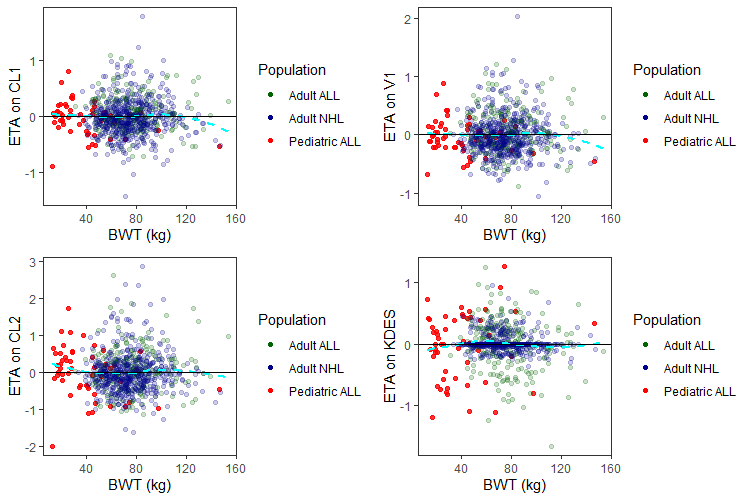 1
0
-1
40
80
120
160
ETA on CL1
BWT (kg)
Population
Adult ALL
Adult NHL
Pediatric ALL
2
1
0
-1
40
80
120
160
ETA on V1
BWT (kg)
Population
Adult ALL
Adult NHL
Pediatric ALL
3
2
1
0
-1
-2
40
80
120
160
ETA on CL2
BWT (kg)
Population
Adult ALL
Adult NHL
Pediatric ALL
1
0
-1
40
80
120
160
ETA on KDES
BWT (kg)
Population
Adult ALL
Adult NHL
Pediatric ALL